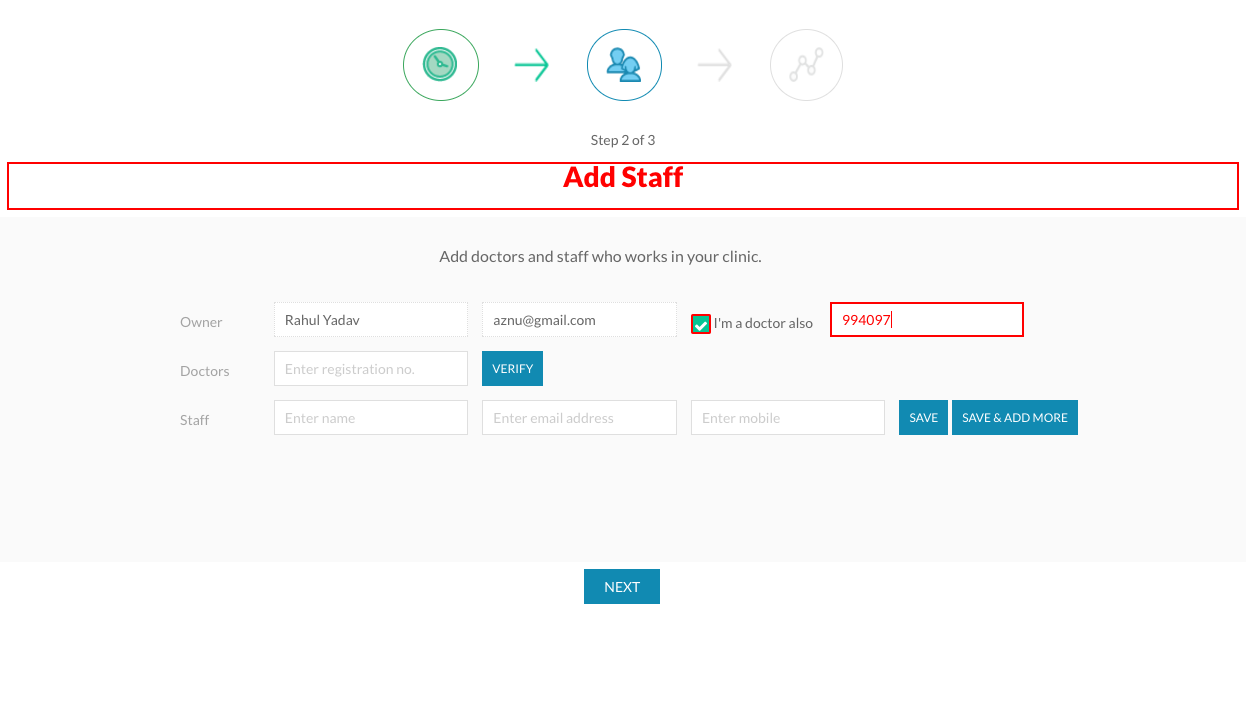 Step 2 of 3
Add Staff
Add doctors and staff who works in your clinic.
Owner Rahul Yadav aznu@gmail.com I'm a doctor also 994097
Doctors Enter registration no. VERIFY
Staff Enter name Enter email address Enter mobile SAVE SAVE & ADD MORE
NEXT